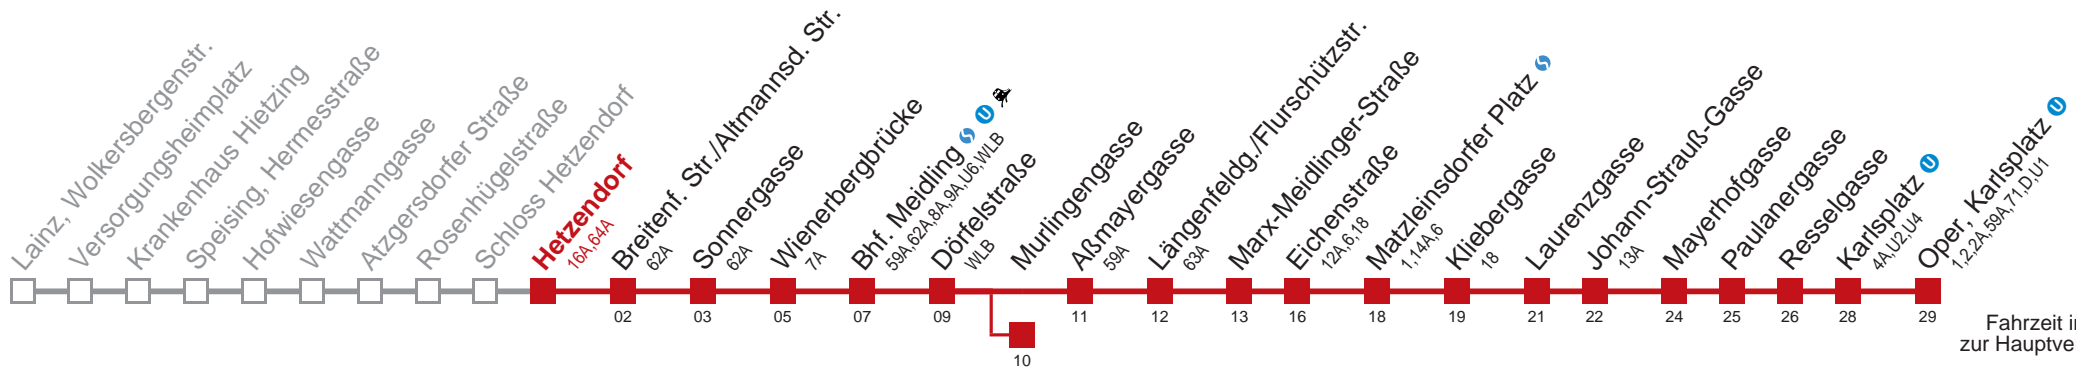 Lainz, Wolkersbergenstr.
Versorgungsheimplatz
Krankenhaus Hietzing
Speising, Hermesstraße
Hofwiesengasse
Wattmanngasse
Atzgersdorfer Straße
Rosenhügelstraße
Schloss Hetzendorf
Hetzendorf
16A,64A
Breitenf. Str./Altmannsd. Str.
62A
Sonnergasse
62A
Wienerbergbrücke
7A
Bhf. Meidling S U
59A,62A,8A,9A,U6,WLB
Dörfelstraße
WLB
Murlingengasse
Aßmayergasse
59A
Längenfeldg./Flurschützstr.
63A
Marx-Meidlinger-Straße
Eichenstraße
12A,6,18
Matzleinsdorfer Platz S
1,14A,6
Kliebergasse
18
Laurenzgasse
Johann-Strauß-Gasse
13A
Mayerhofgasse
Paulanergasse
Resselgasse
Karlsplatz U
4A,U2,U4
Oper, Karlsplatz U
1,2,2A,59A,71,D,U1
02 03 05 07 09 11 12 13 16 18 19 21 22 24 25 26 28 29
10
Fahrzeit i
zur Hauptve